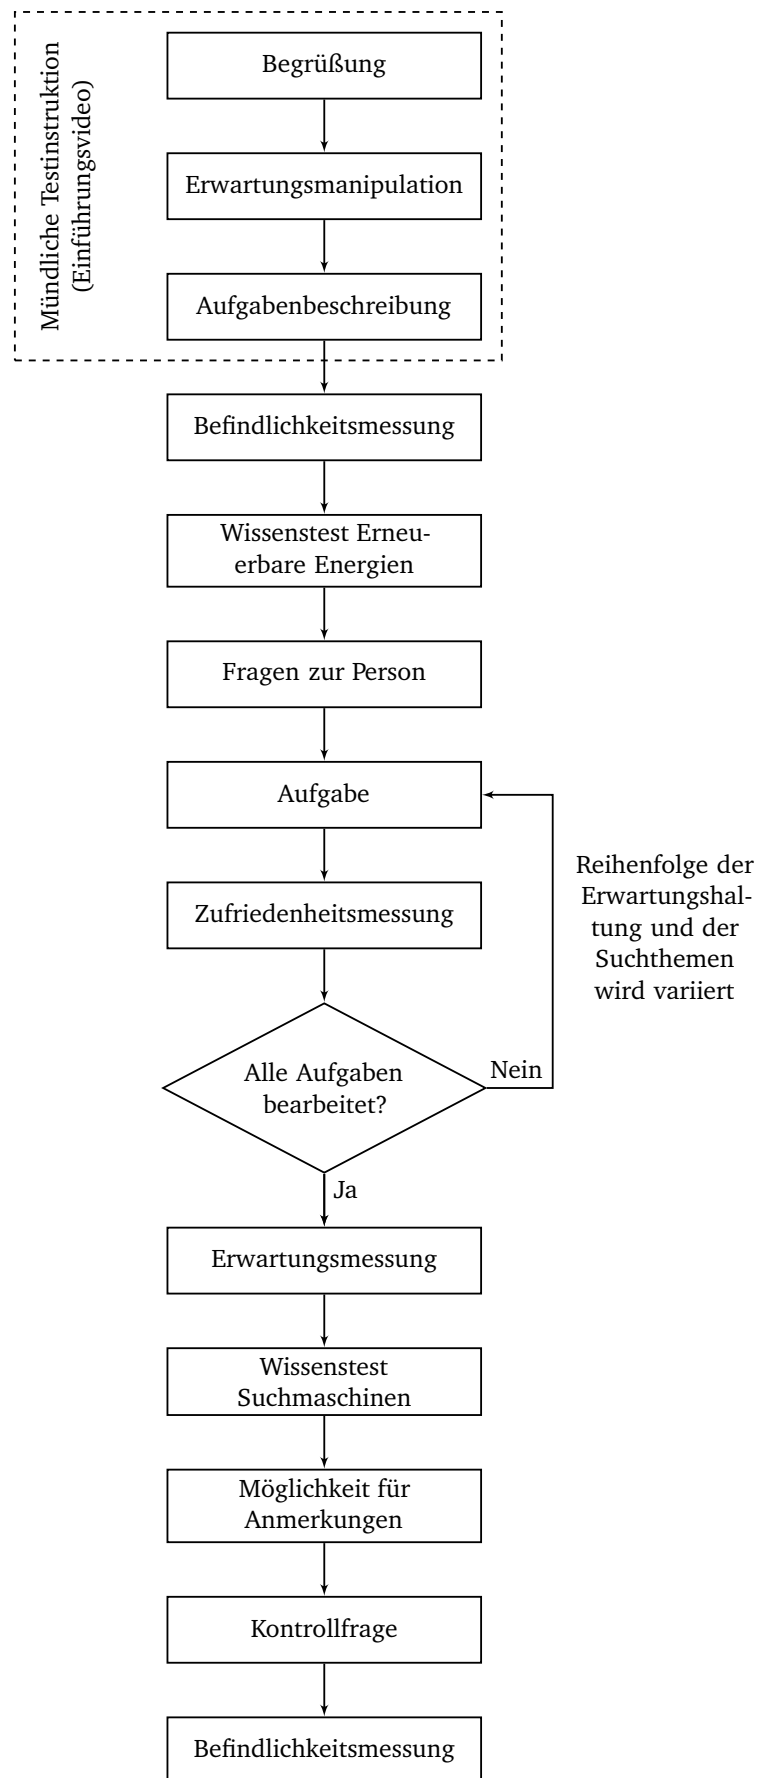 Mündliche Testinstruktion
(Einführungsvideo)
Begrüßung
Erwartungsmanipulation
Aufgabenbeschreibung
Befindlichkeitsmessung
Wissenstest Erneu-
erbare Energien
Fragen zur Person
Aufgabe
Zufriedenheitsmessung
Reihenfolge der
Erwartungshal-
tung und der
Suchthemen
wird variiert
Alle Aufgaben
bearbeitet?
Nein
Ja
Erwartungsmessung
Wissenstest
Suchmaschinen
Möglichkeit für
Anmerkungen
Kontrollfrage
Befindlichkeitsmessung